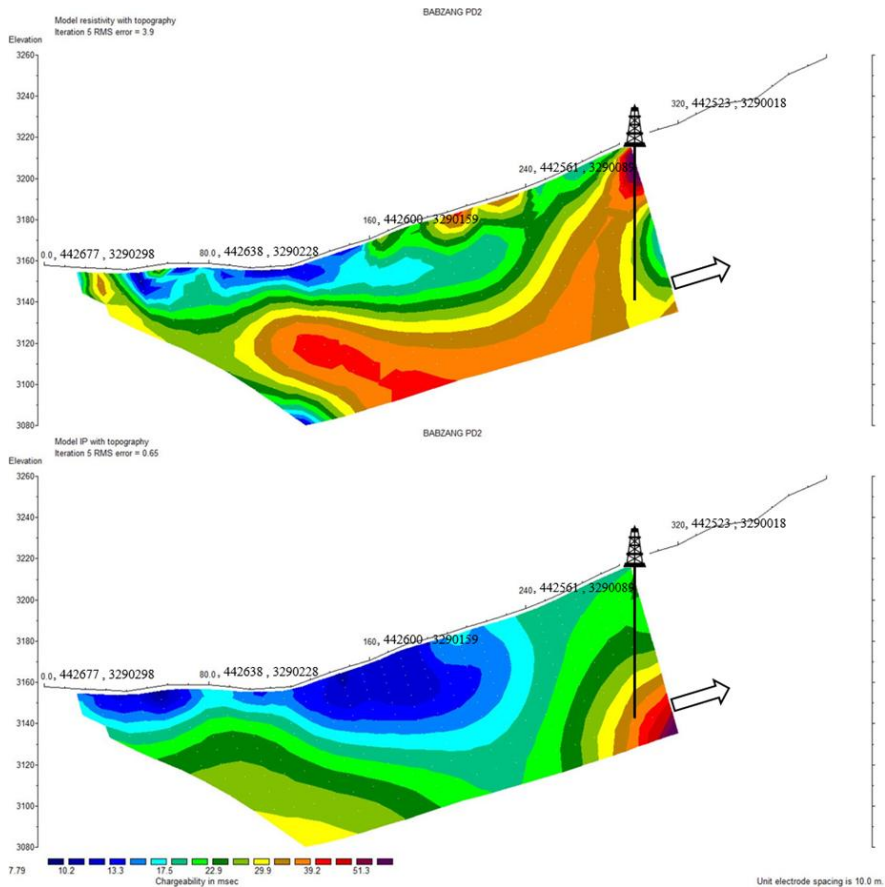 BABZANG PD2
Model resistivity with topography
Iteration 5 RMS error = 3.9
Elevation
3260
3240
3220
3200
3180
3160
3140
3120
3100
3080
0.0, 442677 , 3290298
80.0, 442638 , 3290228
160, 442600 , 3290159
240, 442561 , 3290089
320, 442523 , 3290018
BABZANG PD2
Model IP with topography
Iteration 5 RMS error = 0.65
Elevation
3260
3240
3220
3200
3180
3160
3140
3120
3100
3080
0.0, 442677 , 3290298
80.0, 442638 , 3290228
160, 442600 , 3290159
240, 442561 , 3290089
320, 442523 , 3290018
7.79 10.2 13.3 17.5 22.9 29.9 39.2 51.3
Chargeability in msec
Unit electrode spacing is 10.0 m.